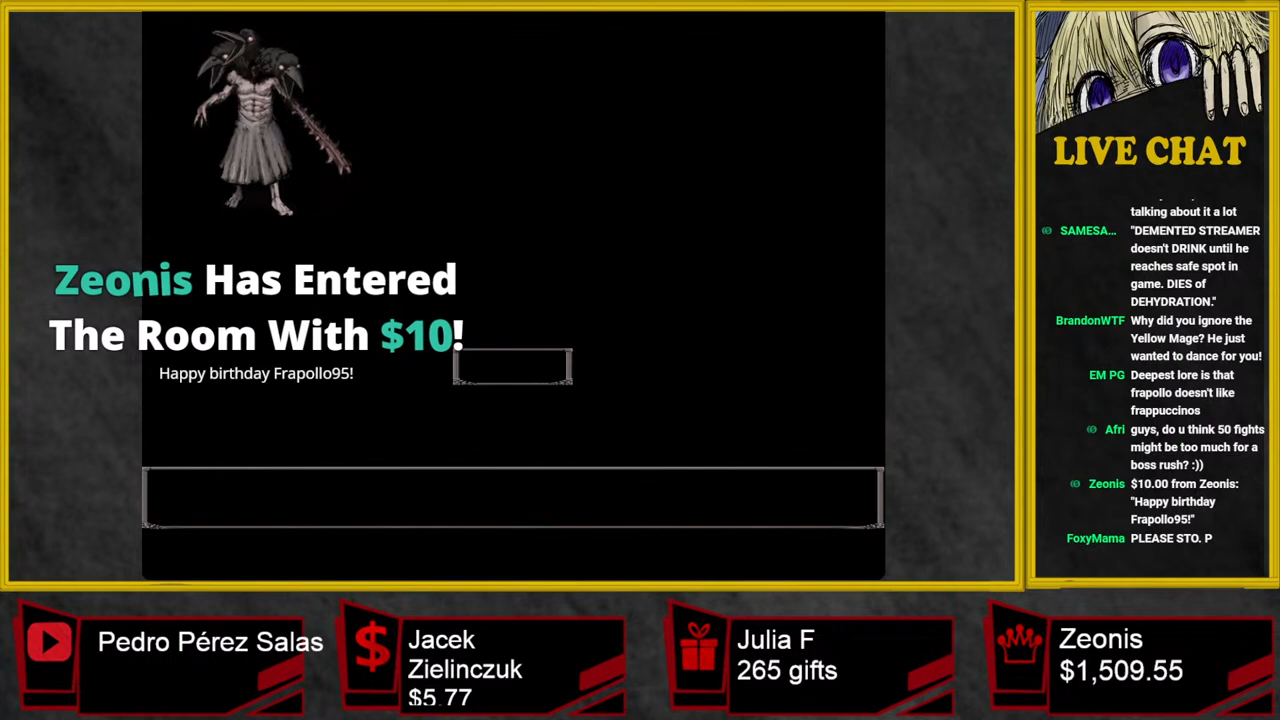 Zeonis Has Entered
The Room With $10!
Happy birthday Frapollo95!
LIVE CHAT
talking about it a lot
SAMESA... "DEMENTED STREAMER
doesn't DRINK until he
reaches safe spot in
game. DIES of
DEHYDRATION."
BrandonWTF Why did you ignore the
Yellow Mage? He just
wanted to dance for you!
EM PG Deepest lore is that
frapollo doesn't like
frappuccinos
Afri guys, do u think 50 fights
might be too much for a
boss rush? :))
Zeonis $10.00 from Zeonis:
"Happy birthday
Frapollo95!"
FoxyMama PLEASE STO. P
Pedro Pérez Salas
Jacek
Zielinczuk
$5.77
Julia F
265 gifts
Zeonis
$1,509.55